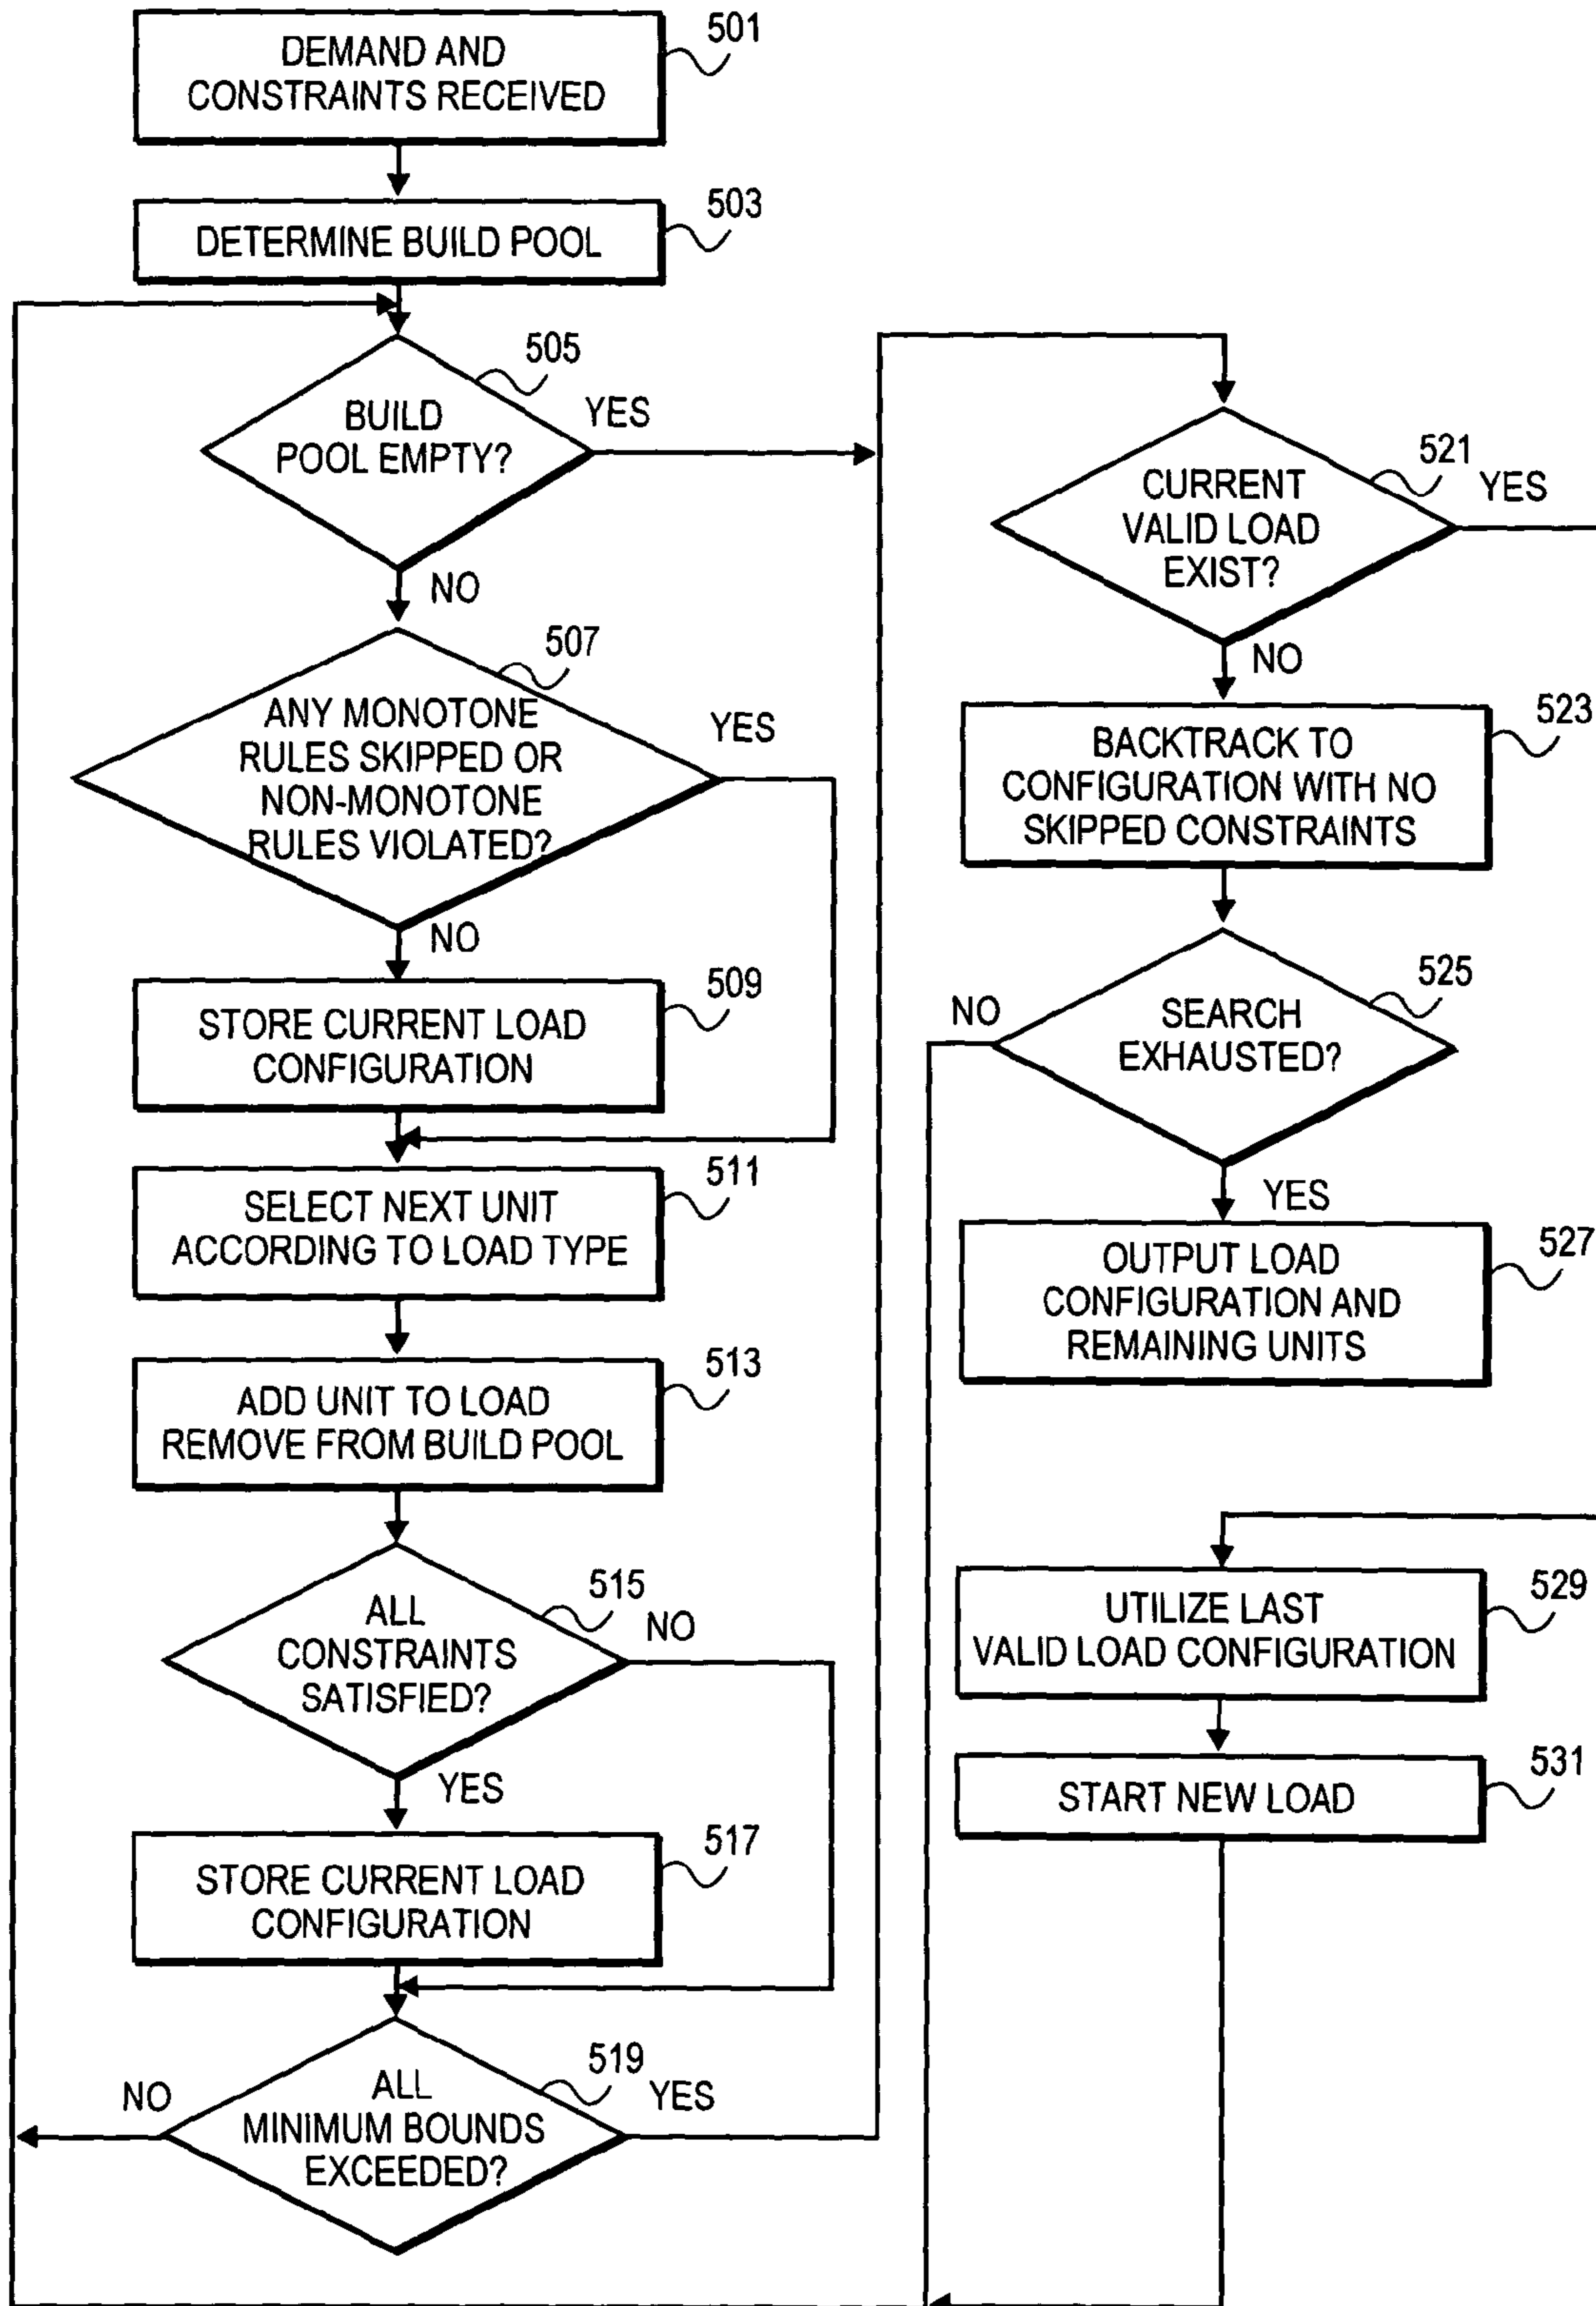 DEMAND AND
CONSTRAINTS RECEIVED
501
DETERMINE BUILD POOL
503
505
BUILD
POOL EMPTY?
YES
NO
507
ANY MONOTONE
RULES SKIPPED OR
NON-MONOTONE
RULES VIOLATED?
YES
NO
STORE CURRENT LOAD
CONFIGURATION
509
SELECT NEXT UNIT
ACCORDING TO LOAD TYPE
511
ADD UNIT TO LOAD
REMOVE FROM BUILD POOL
513
ALL
CONSTRAINTS
SATISFIED?
515
NO
YES
STORE CURRENT LOAD
CONFIGURATION
517
ALL
MINIMUM BOUNDS
EXCEEDED?
519
NO
YES
CURRENT
VALID LOAD
EXIST?
521
YES
NO
BACKTRACK TO
CONFIGURATION WITH NO
SKIPPED CONSTRAINTS
523
SEARCH
EXHAUSTED?
525
NO
YES
OUTPUT LOAD
CONFIGURATION AND
REMAINING UNITS
527
UTILIZE LAST
VALID LOAD CONFIGURATION
529
START NEW LOAD
531